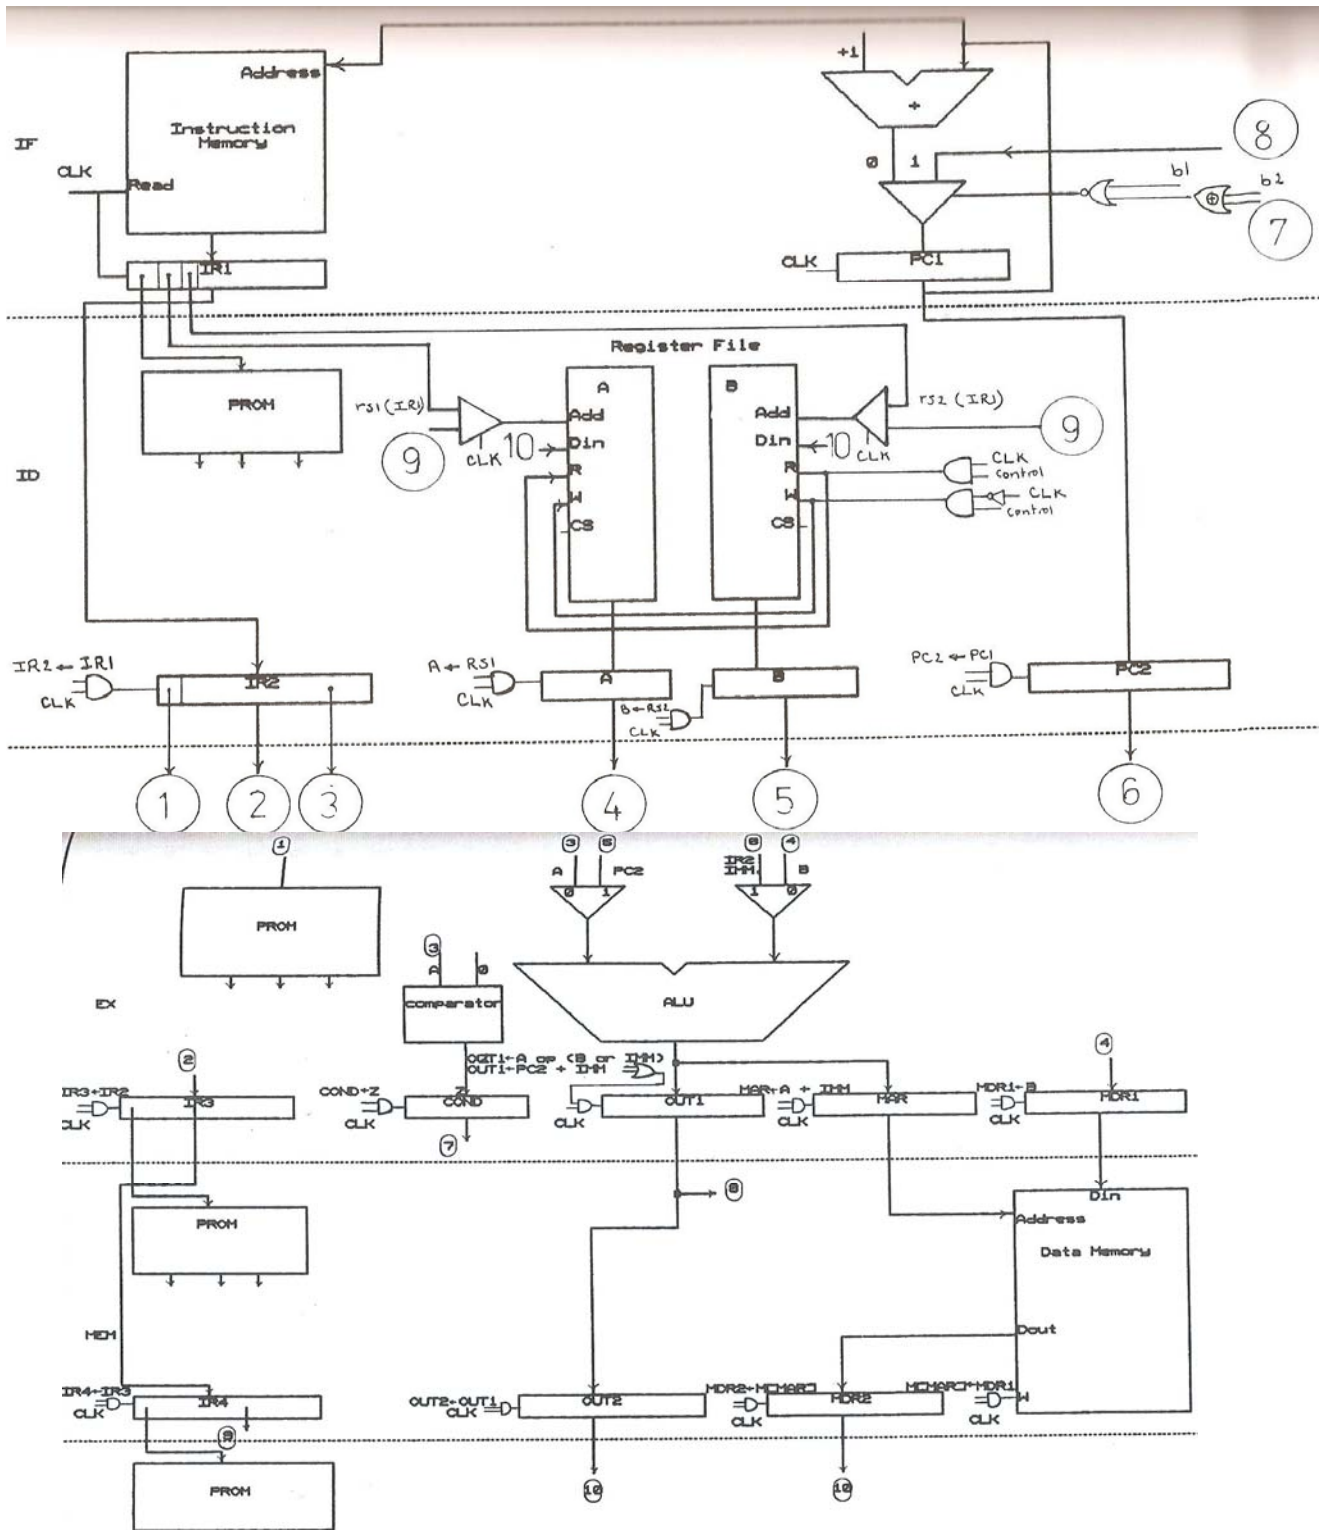 +1
Address
+
Instruction
Memory
IF
8
0 1
CLK
b1
Read
b2
⊕
7
IR1
CLK
PC1
Register File
A
B
PROM
rs1 (IR1)
Add
Add
rs2 (IR1)
9
CLK
10
Din
Din
10
CLK
9
ID
R
R
CLK
control
W
W
CLK
control
CS
CS
IR2 ← IR1
CLK
IR2
A ← RS1
CLK
A
B ← RS2
CLK
B
PC2 ← PC1
CLK
PC2
1 2 3 4 5 6
1
3 5
6 4
A
PC2
IR2
IMM.
B
0 1
1 0
PROM
3
A 0
EX
comparator
ALU
2
OUT1←A op (B or IMM)
OUT1←PC2 + IMM
4
IR3←IR2
CLK
IR3
COND←Z
CLK
Z
COND
CLK
OUT1
MAR←A + IMM
CLK
MAR
MDR1←B
CLK
MDR1
7
8
Din
PROM
Address
Data Memory
MEM
Dout
IR4←IR3
CLK
IR4
OUT2←OUT1
CLK
OUT2
MDR2←MEMAR]
CLK
MDR2
MEMAR]←MDR1
CLK
W
9
PROM
10
10